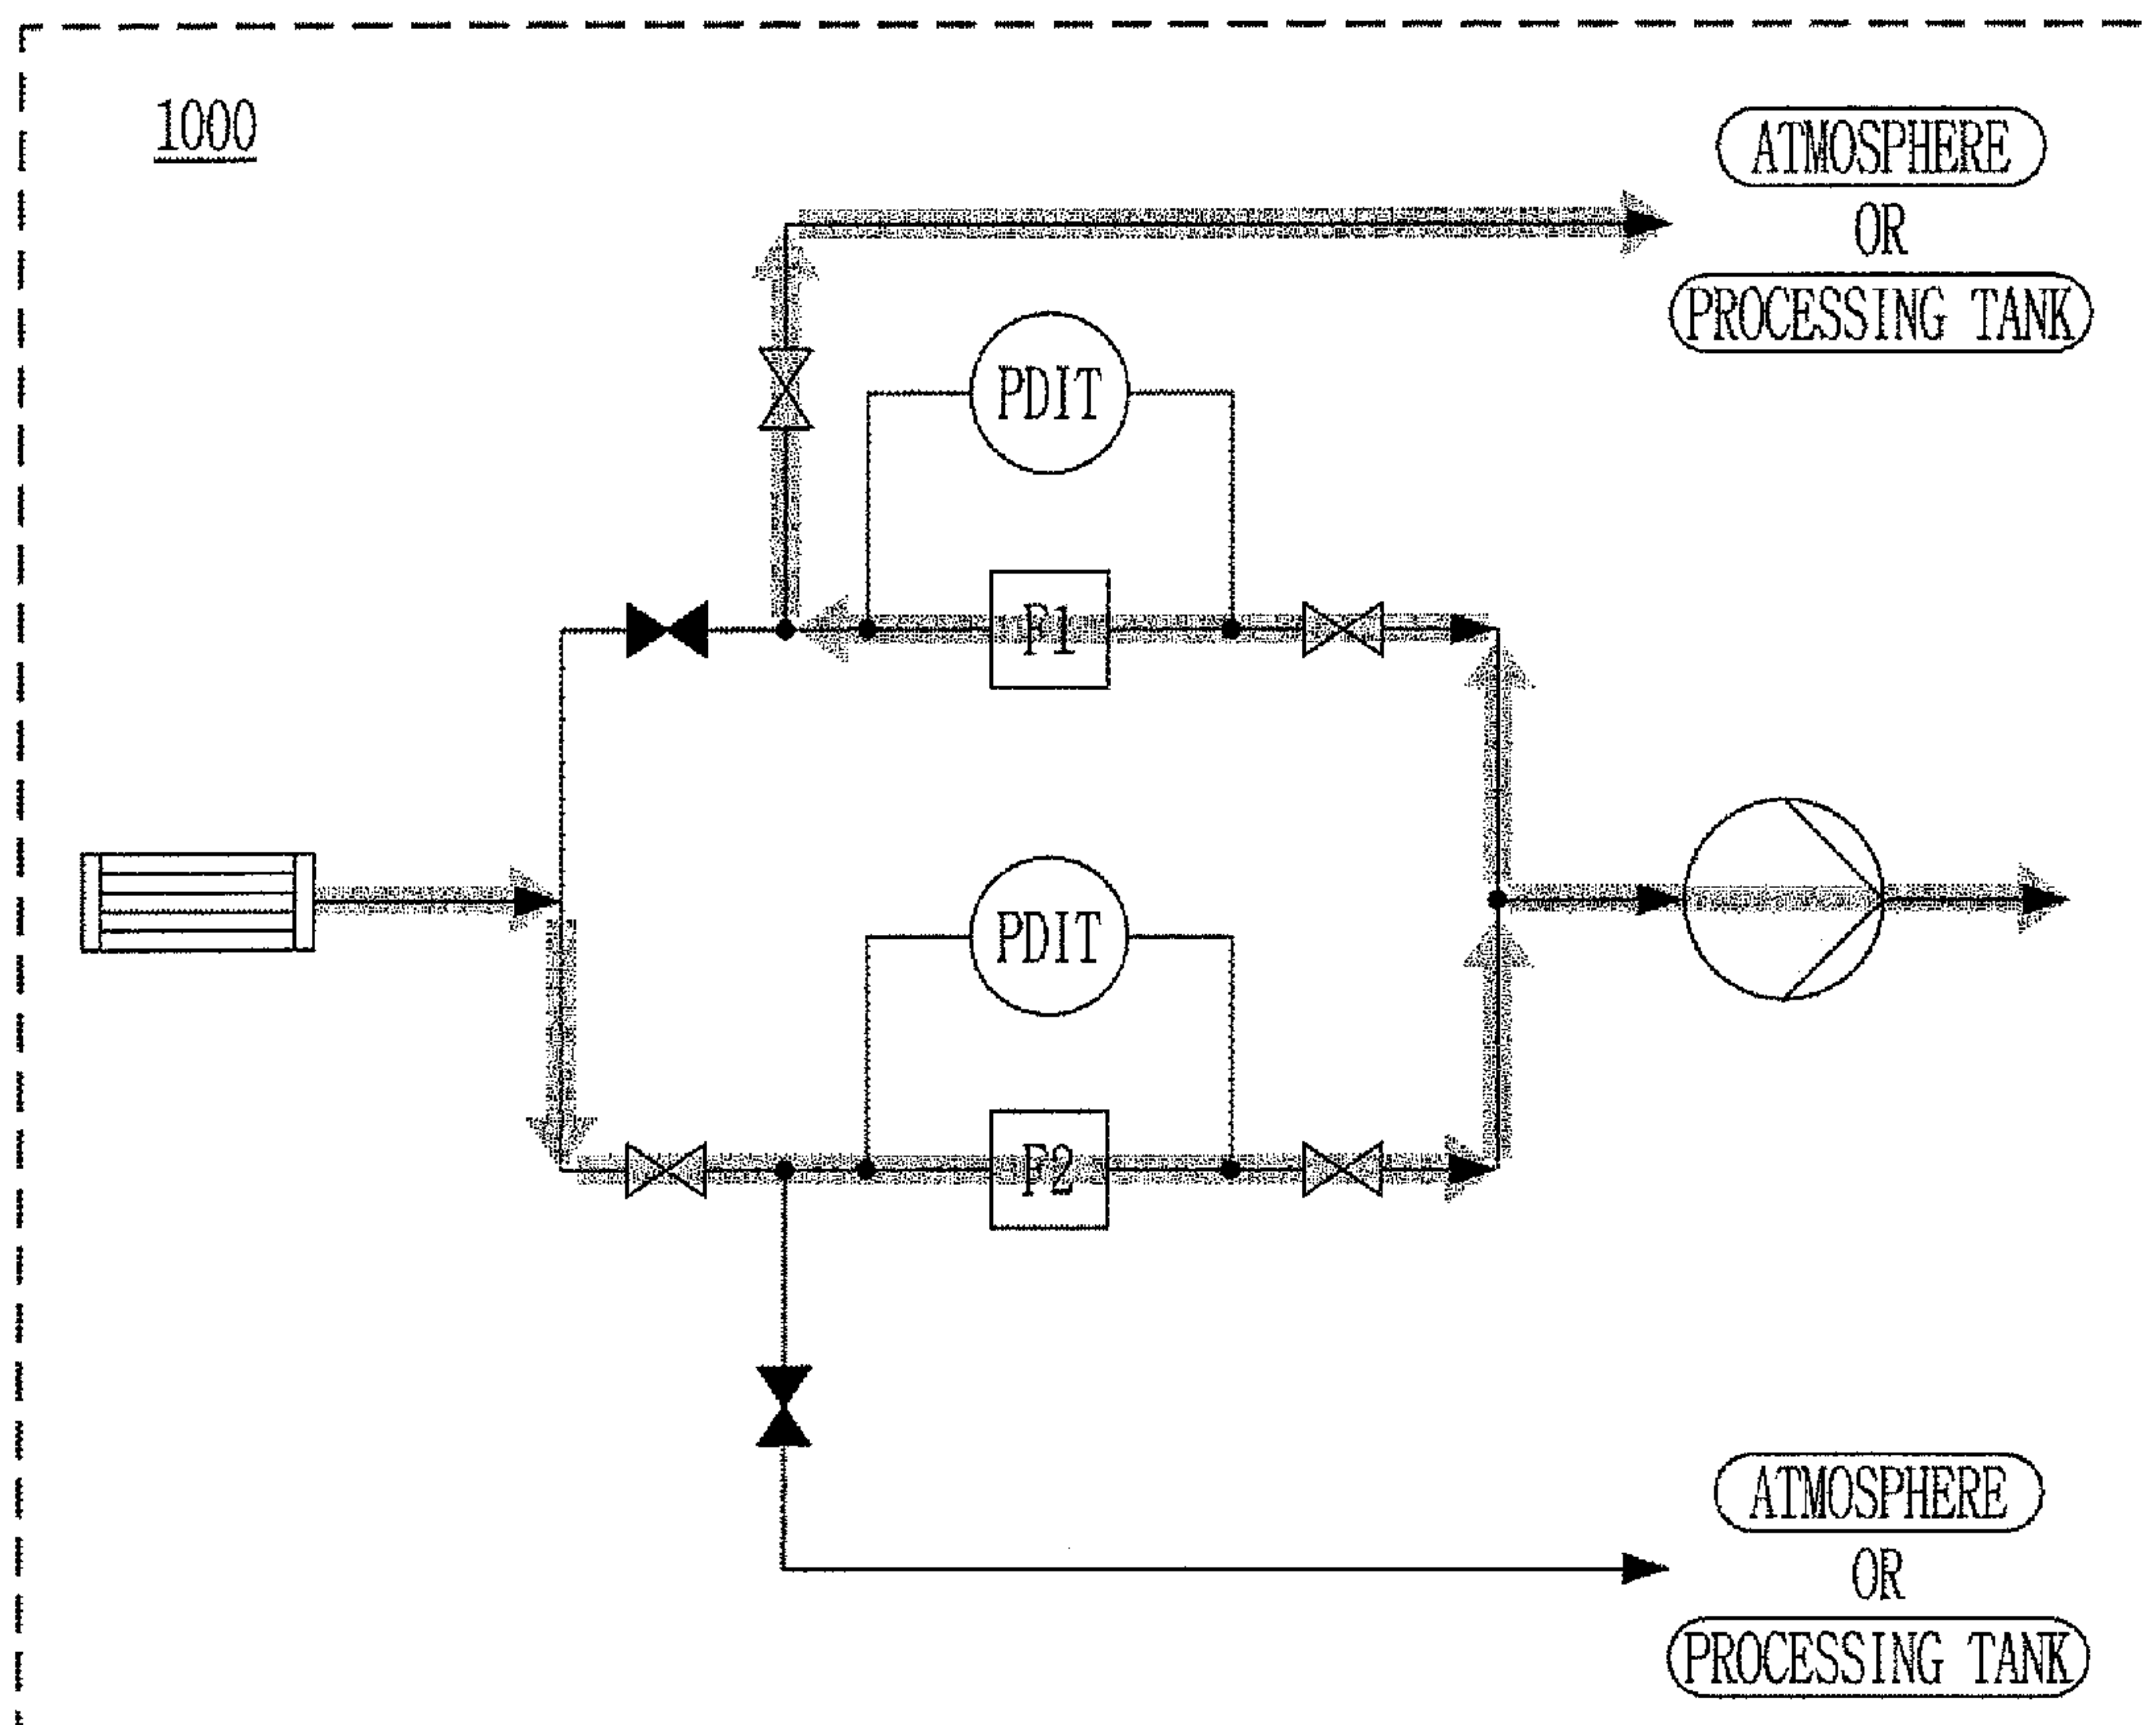 1000
ATMOSPHERE
OR
PROCESSING TANK
PDIT
F1
PDIT
F2
ATMOSPHERE
OR
PROCESSING TANK